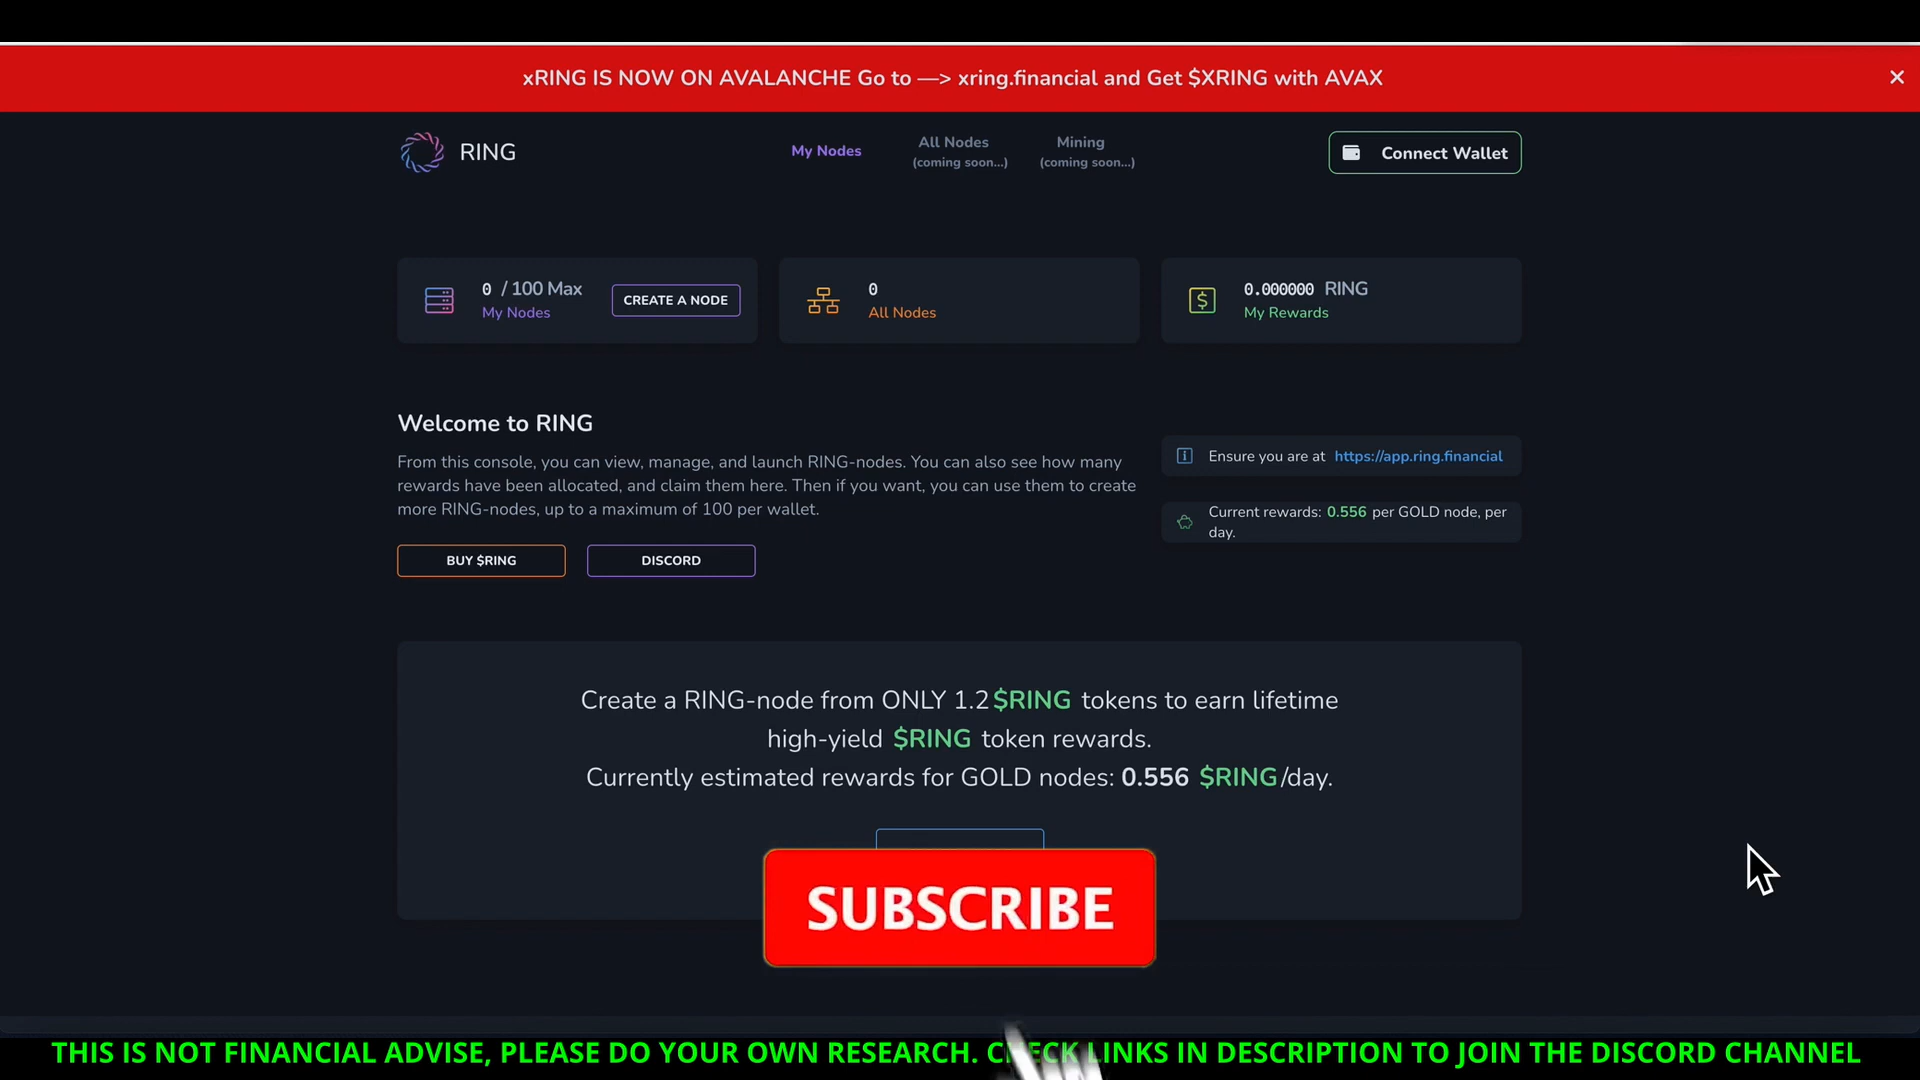 xRING IS NOW ON AVALANCHE Go to —> xring.financial and Get $XRING with AVAX
RING
My Nodes
All Nodes
(coming soon...)
Mining
(coming soon...)
Connect Wallet
0 / 100 Max
My Nodes
CREATE A NODE
0
All Nodes
0.000000 RING
My Rewards
Welcome to RING
From this console, you can view, manage, and launch RING-nodes. You can also see how many
rewards have been allocated, and claim them here. Then if you want, you can use them to create
more RING-nodes, up to a maximum of 100 per wallet.
BUY $RING
DISCORD
Ensure you are at https://app.ring.financial
Current rewards: 0.556 per GOLD node, per
day.
Create a RING-node from ONLY 1.2 $RING tokens to earn lifetime
high-yield $RING token rewards.
Currently estimated rewards for GOLD nodes: 0.556 $RING/day.
SUBSCRIBE
THIS IS NOT FINANCIAL ADVISE, PLEASE DO YOUR OWN RESEARCH. CHECK LINKS IN DESCRIPTION TO JOIN THE DISCORD CHANNEL